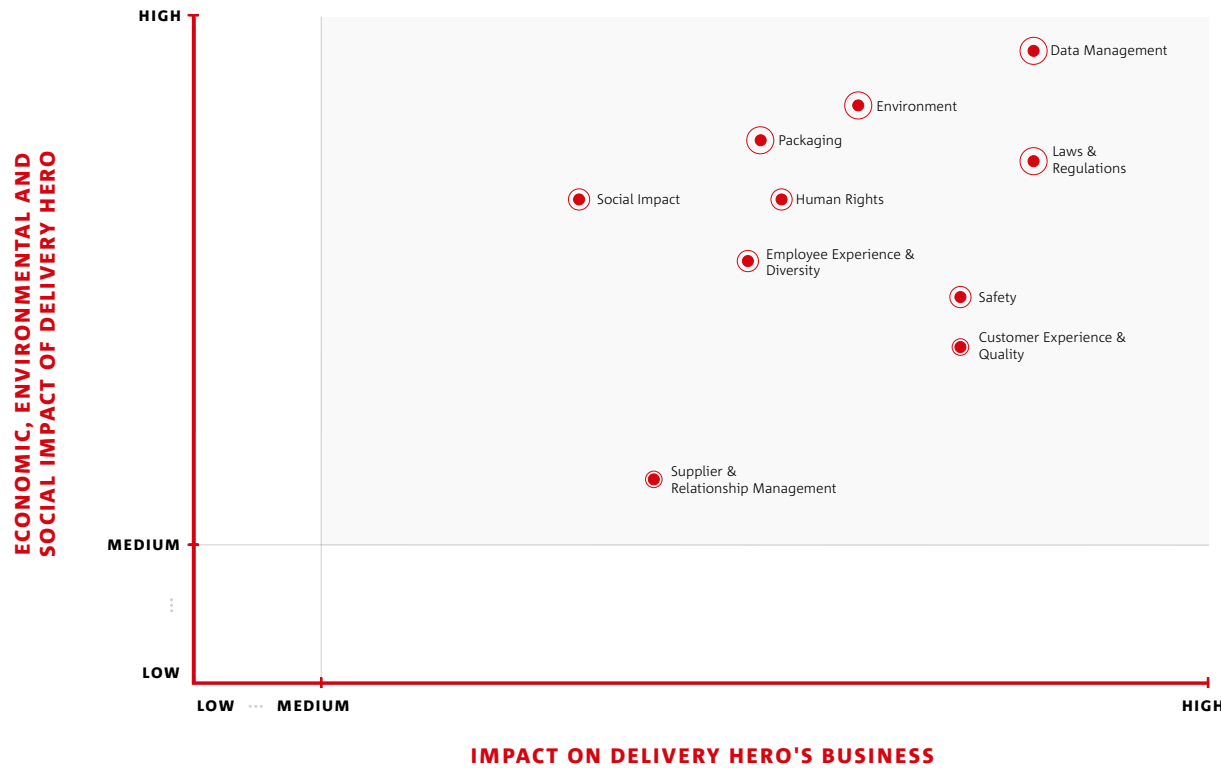 HIGH
Data Management
Environment
Packaging
Laws &
Regulations
Social Impact
Human Rights
Employee Experience &
Diversity
Safety
Customer Experience &
Quality
Supplier &
Relationship Management
ECONOMIC, ENVIRONMENTAL AND
SOCIAL IMPACT OF DELIVERY HERO
MEDIUM
LOW
LOW ... MEDIUM
HIGH
IMPACT ON DELIVERY HERO'S BUSINESS